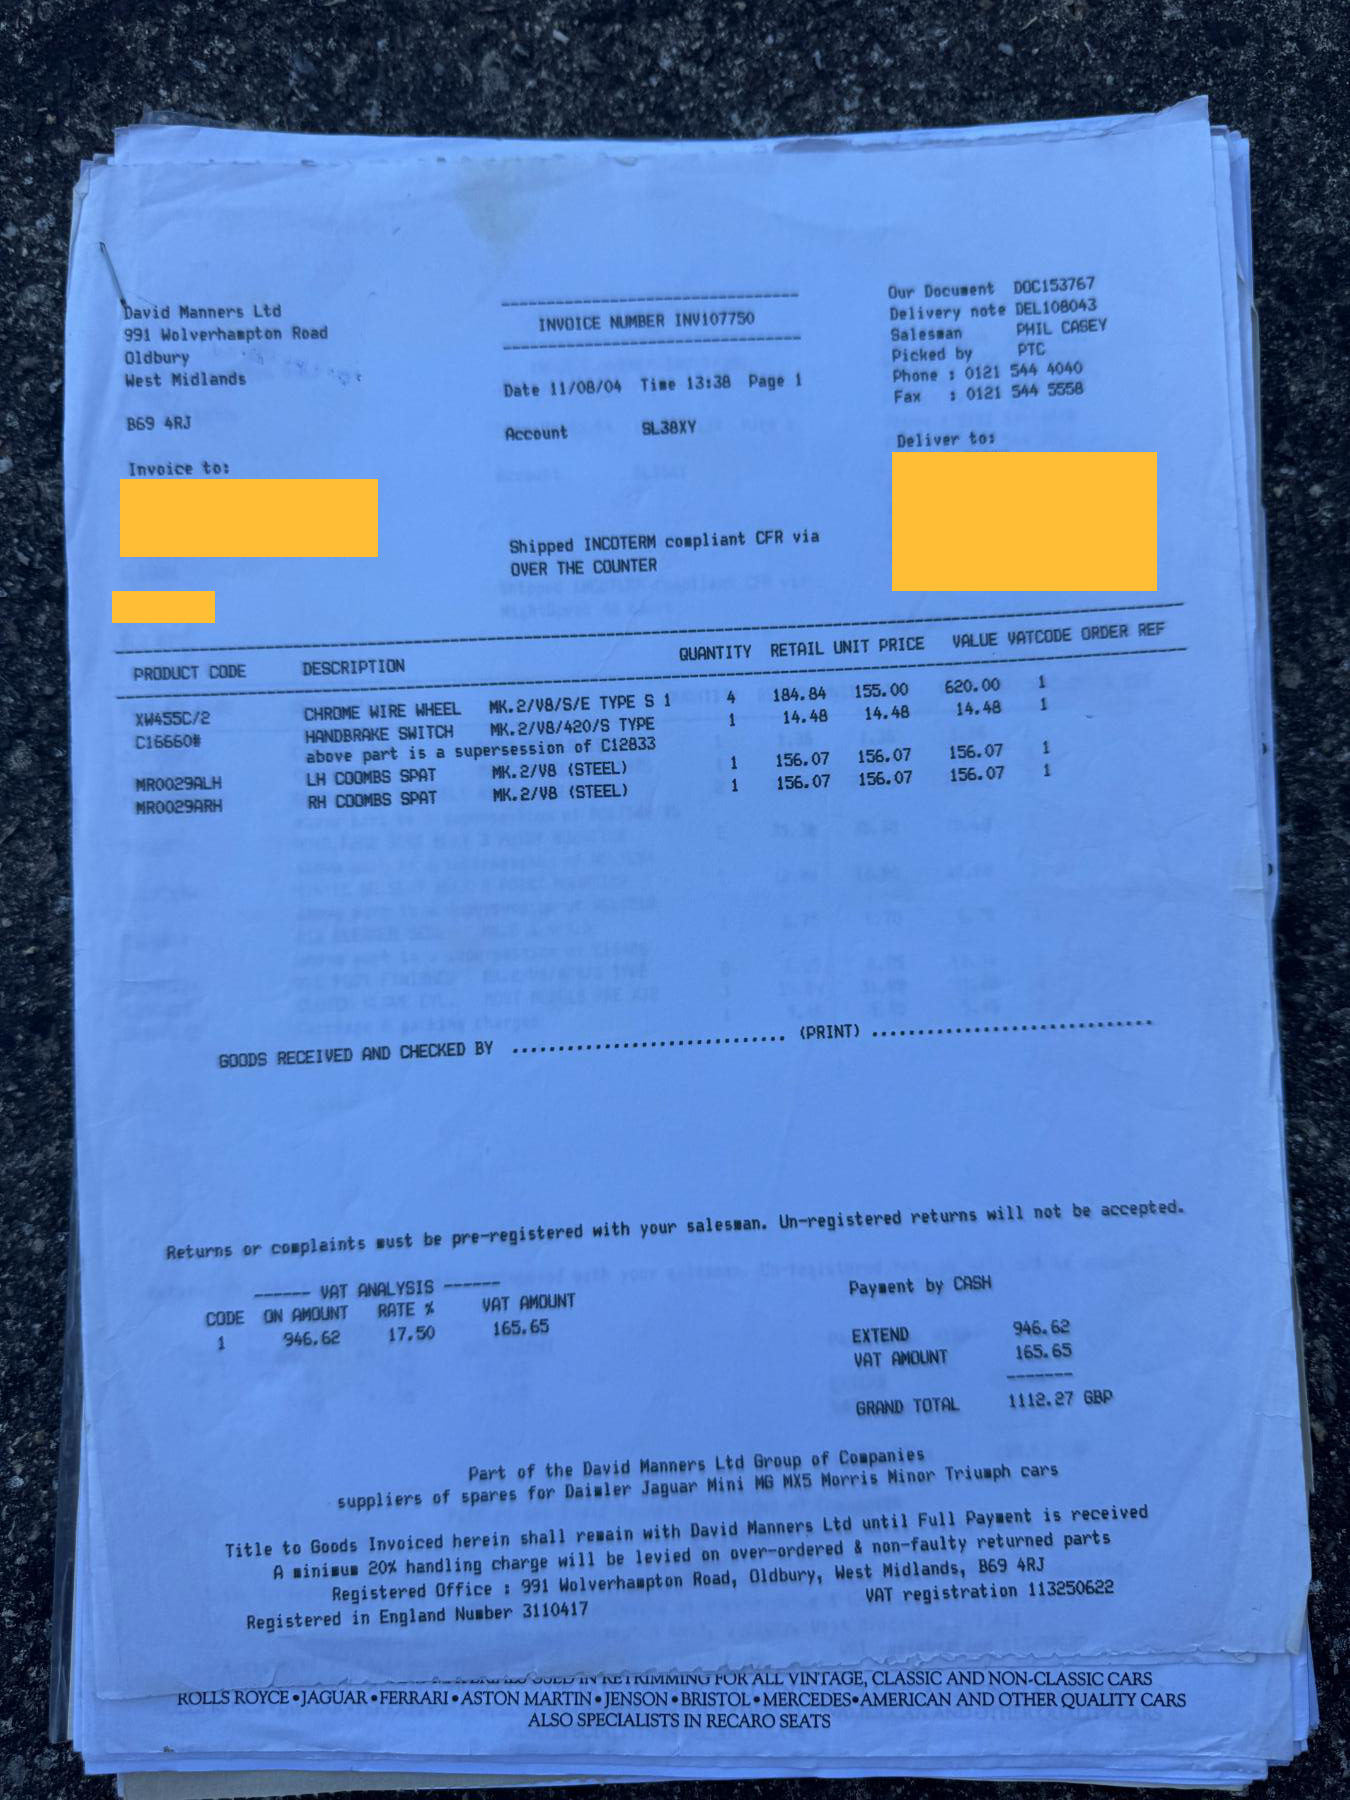 David Manners Ltd
991 Wolverhampton Road
Oldbury
West Midlands
B69 4RJ
Invoice to:
INVOICE NUMBER INV107750
Date 11/08/04 Time 13:38 Page 1
Account SL38XY
Shipped INCOTERM compliant CFR via
OVER THE COUNTER
Our Document DOC153767
Delivery note DEL108043
Salesman PHIL CASEY
Picked by PTC
Phone : 0121 544 4040
Fax : 0121 544 5558
Deliver to:
PRODUCT CODE DESCRIPTION QUANTITY RETAIL UNIT PRICE VALUE VATCODE ORDER REF
XW455C/2 CHROME WIRE WHEEL MK.2/V8/S/E TYPE S 1 4 184.84 155.00 620.00 1
C16660# HANDBRAKE SWITCH MK.2/V8/420/S TYPE 1 14.48 14.48 14.48 1
above part is a supersession of C12833
MR0029ALH LH COOMBS SPAT MK.2/V8 (STEEL) 1 156.07 156.07 156.07 1
MR0029ARH RH COOMBS SPAT MK.2/V8 (STEEL) 1 156.07 156.07 156.07 1
GOODS RECEIVED AND CHECKED BY .............................. (PRINT) ..............................
Returns or complaints must be pre-registered with your salesman. Un-registered returns will not be accepted.
------ VAT ANALYSIS ------
CODE ON AMOUNT RATE % VAT AMOUNT
1 946.62 17.50 165.65
Payment by CASH
EXTEND 946.62
VAT AMOUNT 165.65
-------
GRAND TOTAL 1112.27 GBP
Part of the David Manners Ltd Group of Companies
suppliers of spares for Daimler Jaguar Mini MG MX5 Morris Minor Triumph cars
Title to Goods Invoiced herein shall remain with David Manners Ltd until Full Payment is received
A minimum 20% handling charge will be levied on over-ordered & non-faulty returned parts
Registered Office : 991 Wolverhampton Road, Oldbury, West Midlands, B69 4RJ
Registered in England Number 3110417 VAT registration 113250622
USED IN RETRIMMING FOR ALL VINTAGE, CLASSIC AND NON-CLASSIC CARS
ROLLS ROYCE • JAGUAR • FERRARI • ASTON MARTIN • JENSON • BRISTOL • MERCEDES • AMERICAN AND OTHER QUALITY CARS
ALSO SPECIALISTS IN RECARO SEATS